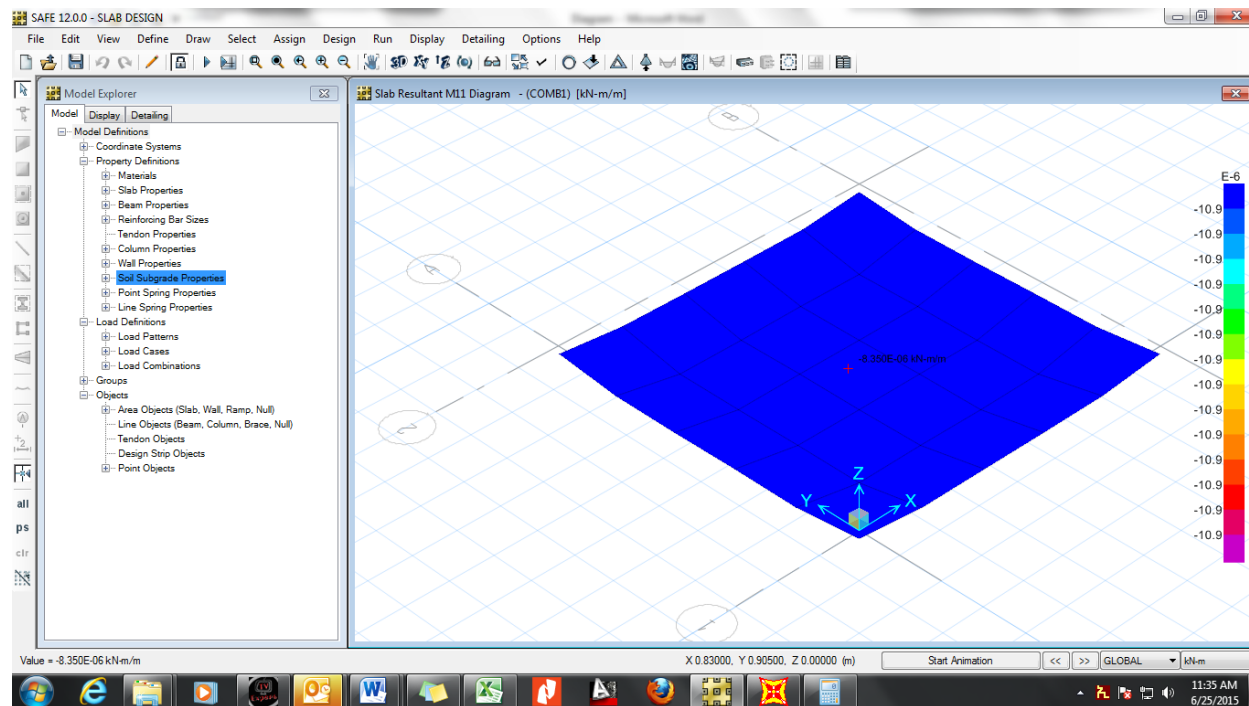 SAFE 12.0.0 - SLAB DESIGN
File Edit View Define Draw Select Assign Design Run Display Detailing Options Help
Model Explorer
Model Display Detailing
Model Definitions
Coordinate Systems
Property Definitions
Materials
Slab Properties
Beam Properties
Reinforcing Bar Sizes
Tendon Properties
Column Properties
Wall Properties
Soil Subgrade Properties
Point Spring Properties
Line Spring Properties
Load Definitions
Load Patterns
Load Cases
Load Combinations
Groups
Objects
Area Objects (Slab, Wall, Ramp, Null)
Line Objects (Beam, Column, Brace, Null)
Tendon Objects
Design Strip Objects
Point Objects
all
ps
clr
Slab Resultant M11 Diagram - (COMB1) [kN-m/m]
B
A
2
1
-8.350E-06 kN-m/m
Z
Y X
E-6
-10.9
-10.9
-10.9
-10.9
-10.9
-10.9
-10.9
-10.9
-10.9
-10.9
-10.9
-10.9
-10.9
-10.9
Value = -8.350E-06 kN-m/m
X 0.83000, Y 0.90500, Z 0.00000 (m)
Start Animation
<< >>
GLOBAL
kN-m
11:35 AM
6/25/2015